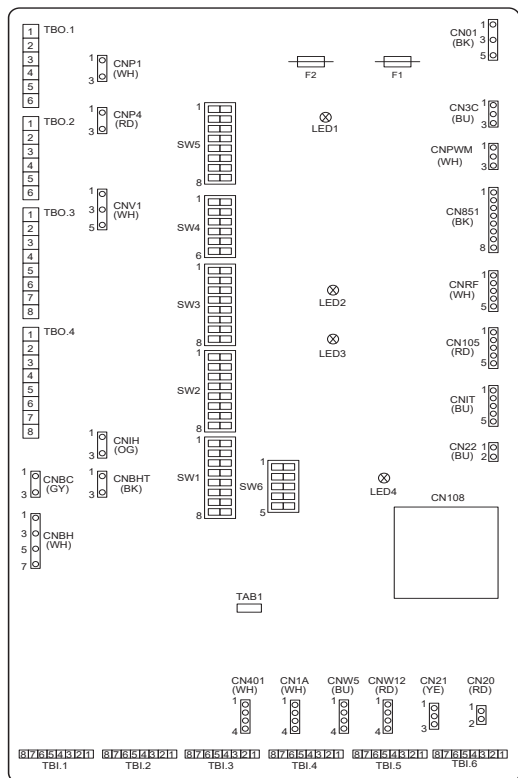 TBO.1
1
2
3
4
5
6
CNP1
(WH)
1
3
F2
F1
CN01
(BK)
1
3
5
TBO.2
1
2
3
4
5
6
CNP4
(RD)
1
3
SW5
1
8
LED1
CN3C
(BU)
1
3
CNPWM
(WH)
1
3
TBO.3
1
2
3
4
5
6
7
8
CNV1
(WH)
1
3
5
SW4
1
6
CN851
(BK)
1
8
SW3
1
8
LED2
CNRF
(WH)
1
5
TBO.4
1
2
3
4
5
6
7
8
LED3
CN105
(RD)
1
5
SW2
1
8
CNIT
(BU)
1
5
CNIH
(OG)
1
3
CN22
(BU)
1
2
CNBC
(GY)
1
3
CNBHT
(BK)
1
3
SW1
1
8
SW6
1
5
LED4
CN108
CNBH
(WH)
1
3
5
7
TAB1
CN401
(WH)
1
4
CN1A
(WH)
1
4
CNW5
(BU)
1
4
CNW12
(RD)
1
4
CN21
(YE)
1
3
CN20
(RD)
1
2
8 7 6 5 4 3 2 1
TBI.1
8 7 6 5 4 3 2 1
TBI.2
8 7 6 5 4 3 2 1
TBI.3
8 7 6 5 4 3 2 1
TBI.4
8 7 6 5 4 3 2 1
TBI.5
8 7 6 5 4 3 2 1
TBI.6